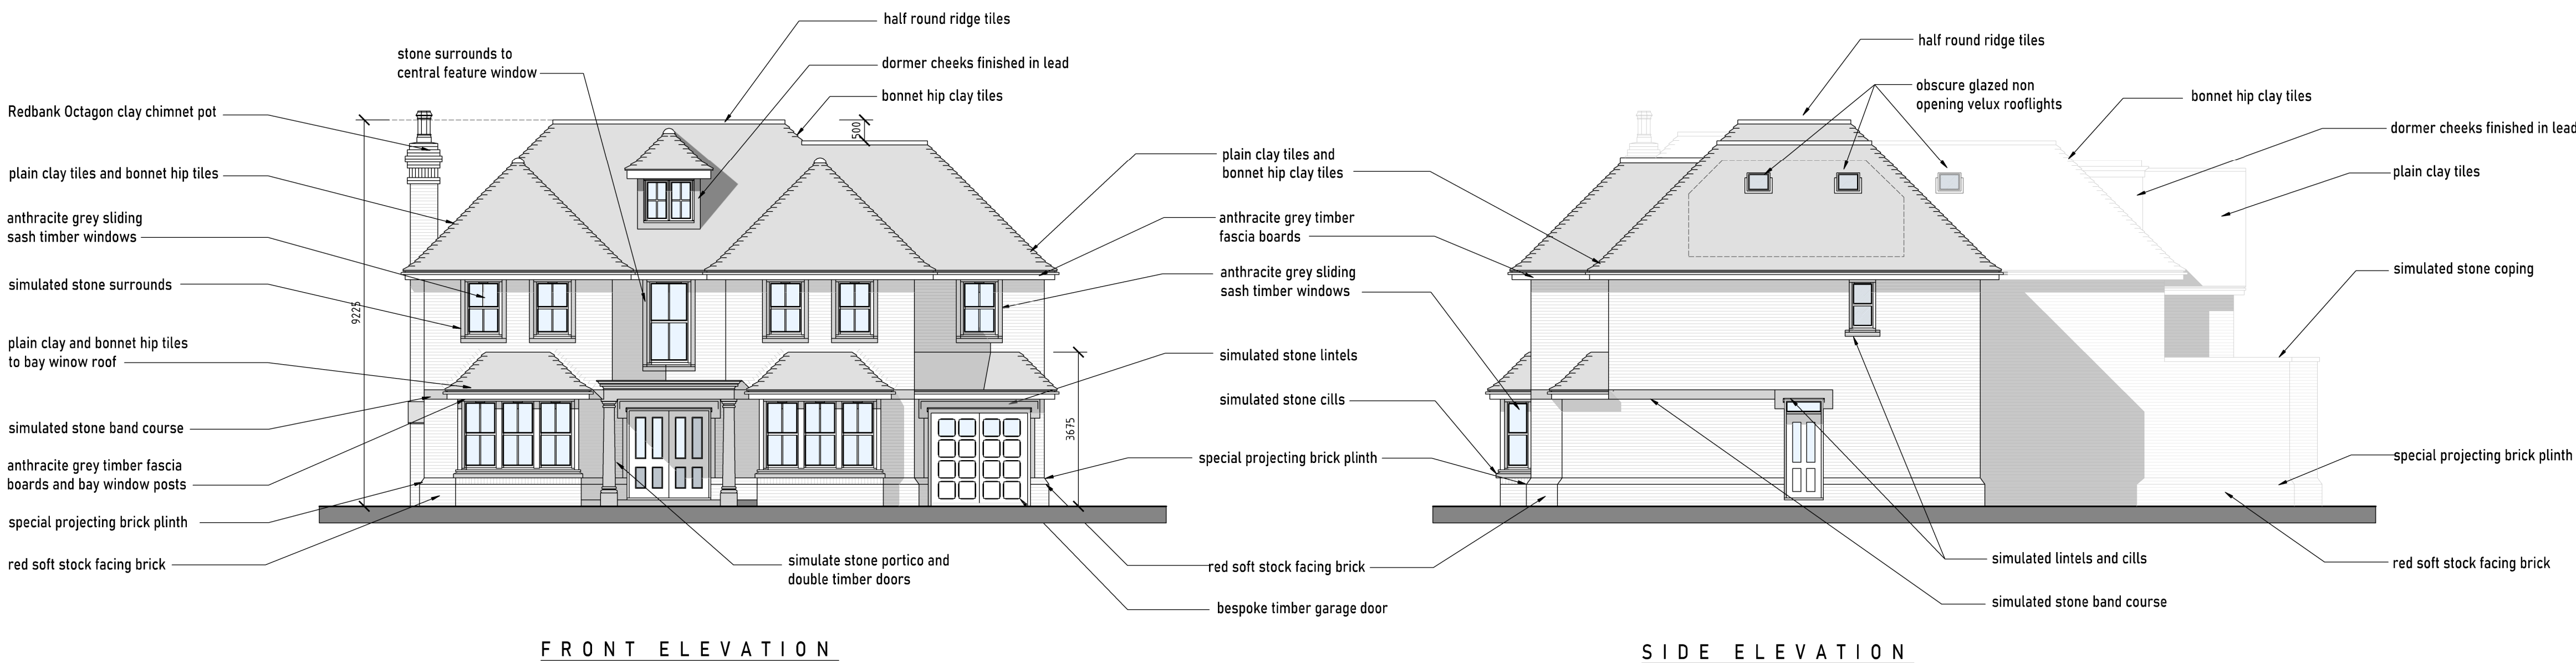 half round ridge tiles
stone surrounds to
central feature window
dormer cheeks finished in lead
bonnet hip clay tiles
Redbank Octagon clay chimnet pot
plain clay tiles and bonnet hip tiles
anthracite grey sliding
sash timber windows
simulated stone surrounds
plain clay and bonnet hip tiles
to bay winow roof
simulated stone band course
anthracite grey timber fascia
boards and bay window posts
special projecting brick plinth
red soft stock facing brick
9225
500
3675
simulate stone portico and
double timber doors
plain clay tiles and
bonnet hip clay tiles
anthracite grey timber
fascia boards
anthracite grey sliding
sash timber windows
simulated stone lintels
simulated stone cills
special projecting brick plinth
red soft stock facing brick
bespoke timber garage door
FRONT ELEVATION
half round ridge tiles
obscure glazed non
opening velux rooflights
bonnet hip clay tiles
dormer cheeks finished in lead
plain clay tiles
simulated stone coping
special projecting brick plinth
red soft stock facing brick
simulated lintels and cills
simulated stone band course
SIDE ELEVATION